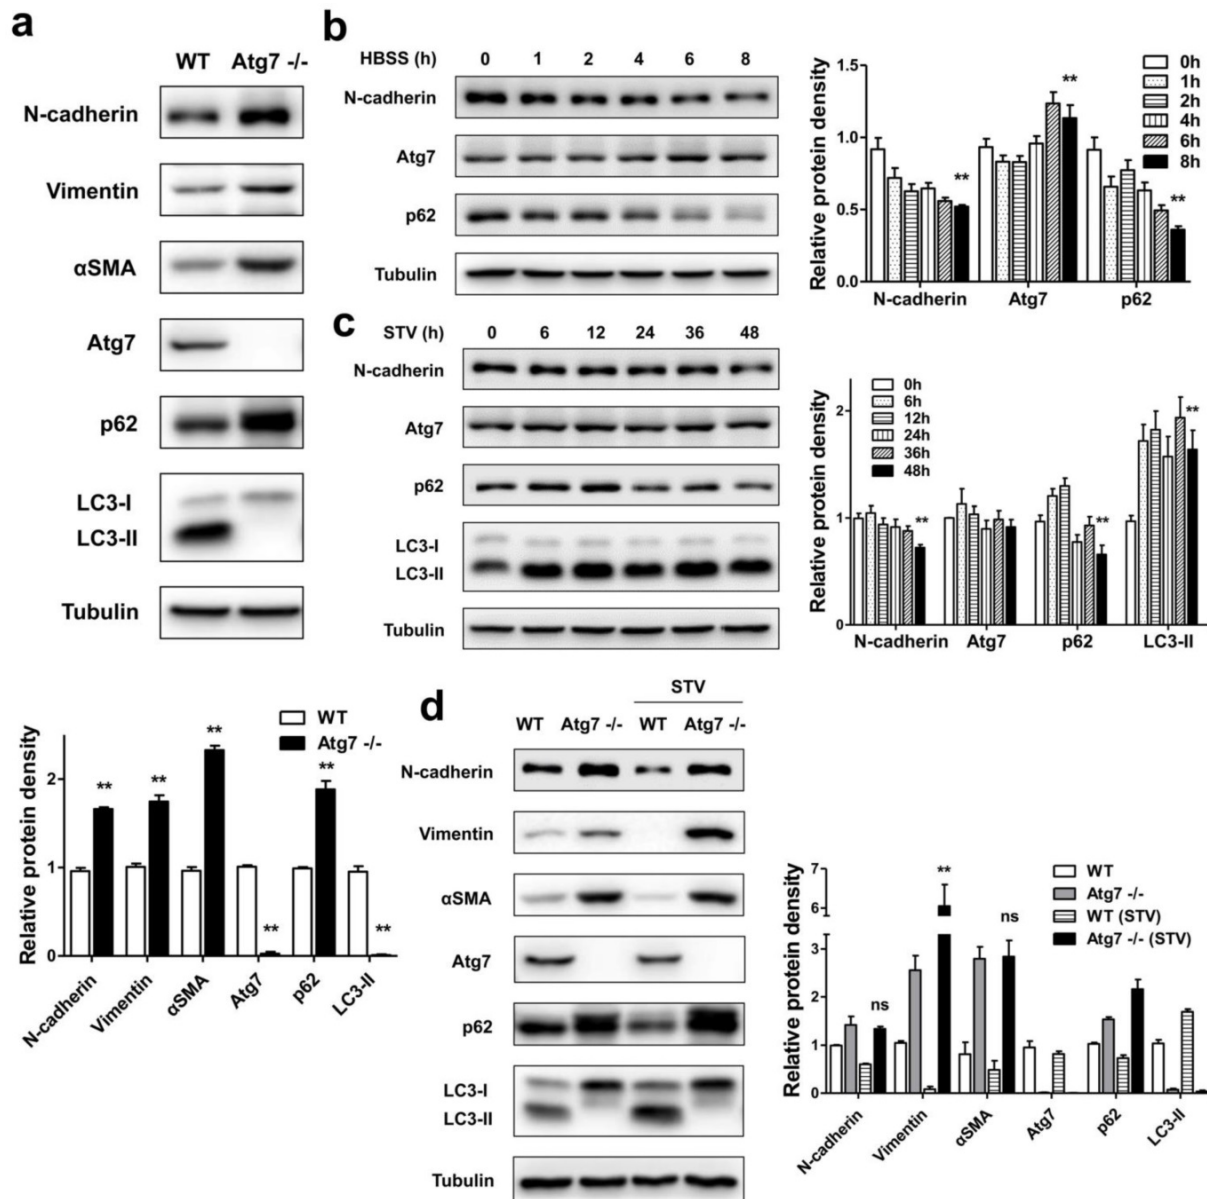 a
WT Atg7 -/-
N-cadherin
Vimentin
αSMA
Atg7
p62
LC3-I
LC3-II
Tubulin
Relative protein density
2
1
0
WT
Atg7 -/-
** ** ** ** ** **
N-cadherin Vimentin αSMA Atg7 p62 LC3-II
b
HBSS (h) 0 1 2 4 6 8
N-cadherin
Atg7
p62
Tubulin
Relative protein density
1.5
1.0
0.5
0.0
0h
1h
2h
4h
6h
8h
** ** **
N-cadherin Atg7 p62
c
STV (h) 0 6 12 24 36 48
N-cadherin
Atg7
p62
LC3-I
LC3-II
Tubulin
Relative protein density
2
1
0
0h
6h
12h
24h
36h
48h
** ** **
N-cadherin Atg7 p62 LC3-II
d
STV
WT Atg7 -/- WT Atg7 -/-
N-cadherin
Vimentin
αSMA
Atg7
p62
LC3-I
LC3-II
Tubulin
Relative protein density
7
6
3
2
1
0
WT
Atg7 -/-
WT (STV)
Atg7 -/- (STV)
ns ** ns
N-cadherin Vimentin αSMA Atg7 p62 LC3-II